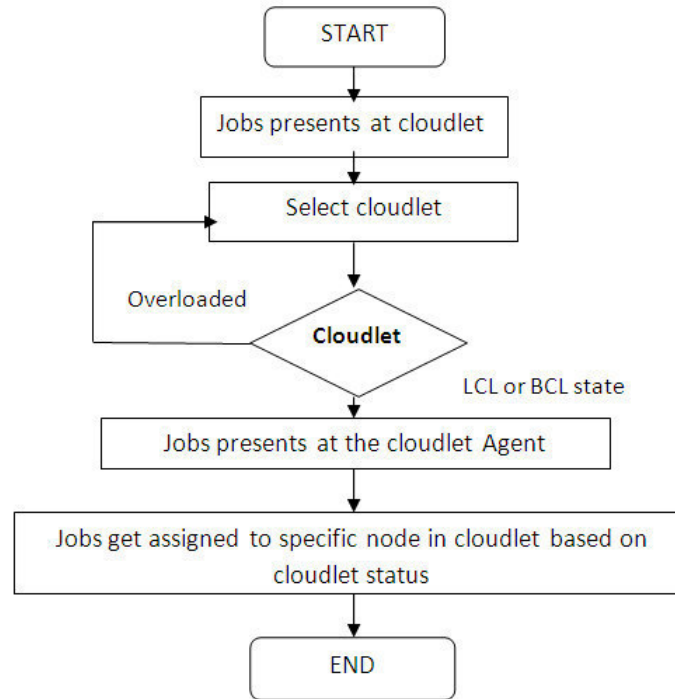 START
Jobs presents at cloudlet
Select cloudlet
Overloaded
Cloudlet
LCL or BCL state
Jobs presents at the cloudlet Agent
Jobs get assigned to specific node in cloudlet based on
cloudlet status
END